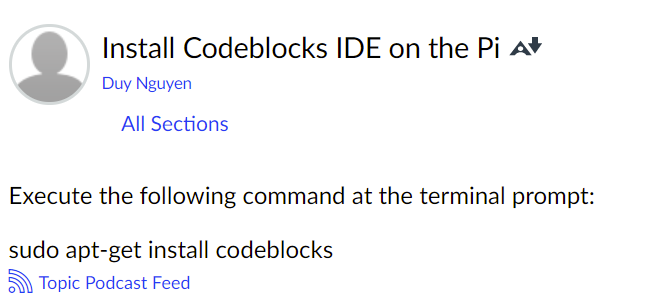 Install Codeblocks IDE on the Pi
Duy Nguyen
All Sections
Execute the following command at the terminal prompt:
sudo apt-get install codeblocks
Topic Podcast Feed